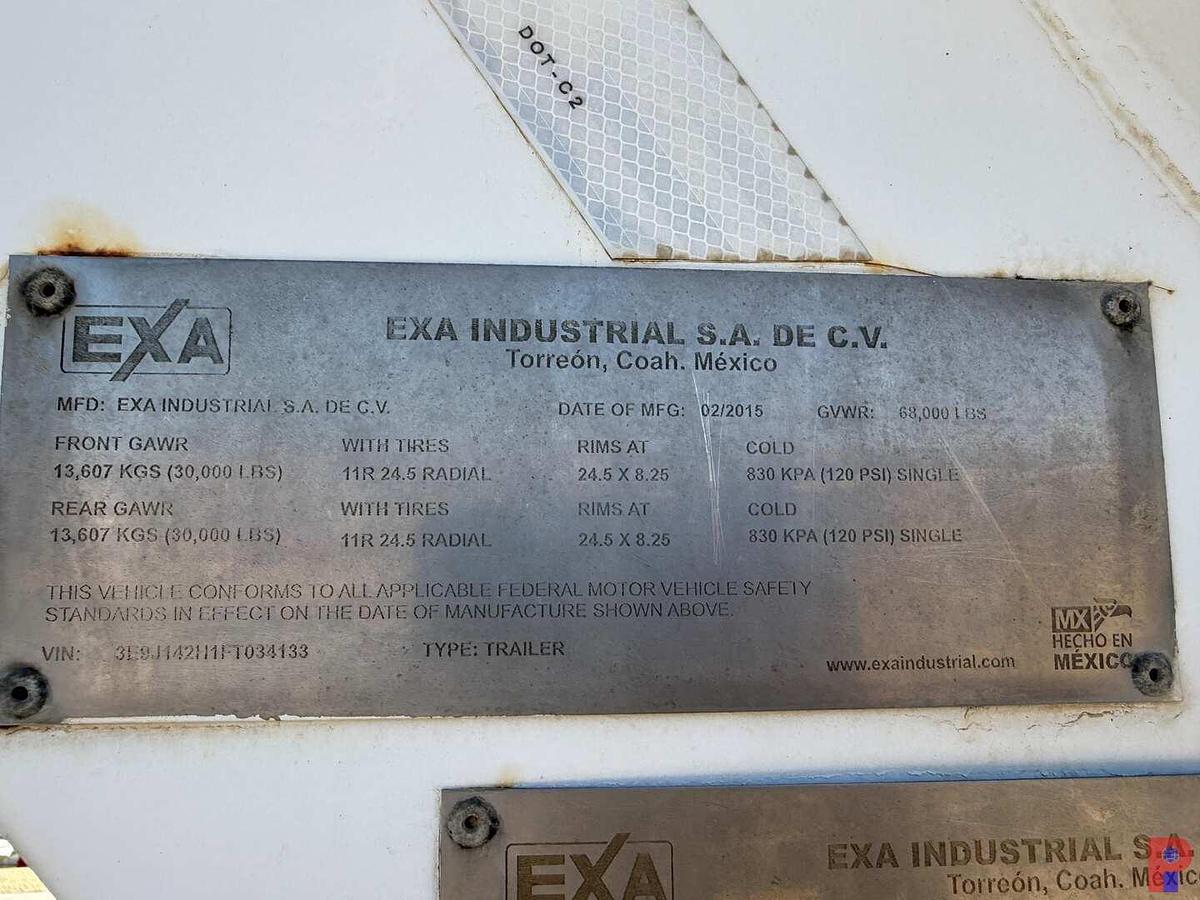 DOT-C2
EXA
EXA INDUSTRIAL S.A. DE C.V.
Torreón, Coah. México
MFD: EXA INDUSTRIAL S.A. DE C.V. DATE OF MFG: 02/2015 GVWR: 68,000 LBS
FRONT GAWR WITH TIRES RIMS AT COLD
13,607 KGS (30,000 LBS) 11R 24.5 RADIAL 24.5 X 8.25 830 KPA (120 PSI) SINGLE
REAR GAWR WITH TIRES RIMS AT COLD
13,607 KGS (30,000 LBS) 11R 24.5 RADIAL 24.5 X 8.25 830 KPA (120 PSI) SINGLE
THIS VEHICLE CONFORMS TO ALL APPLICABLE FEDERAL MOTOR VEHICLE SAFETY
STANDARDS IN EFFECT ON THE DATE OF MANUFACTURE SHOWN ABOVE.
VIN: TYPE: TRAILER
www.exaindustrial.com
MX
HECHO EN
MÉXICO
EXA
EXA INDUSTRIAL S.A.
Torreón, Coah.